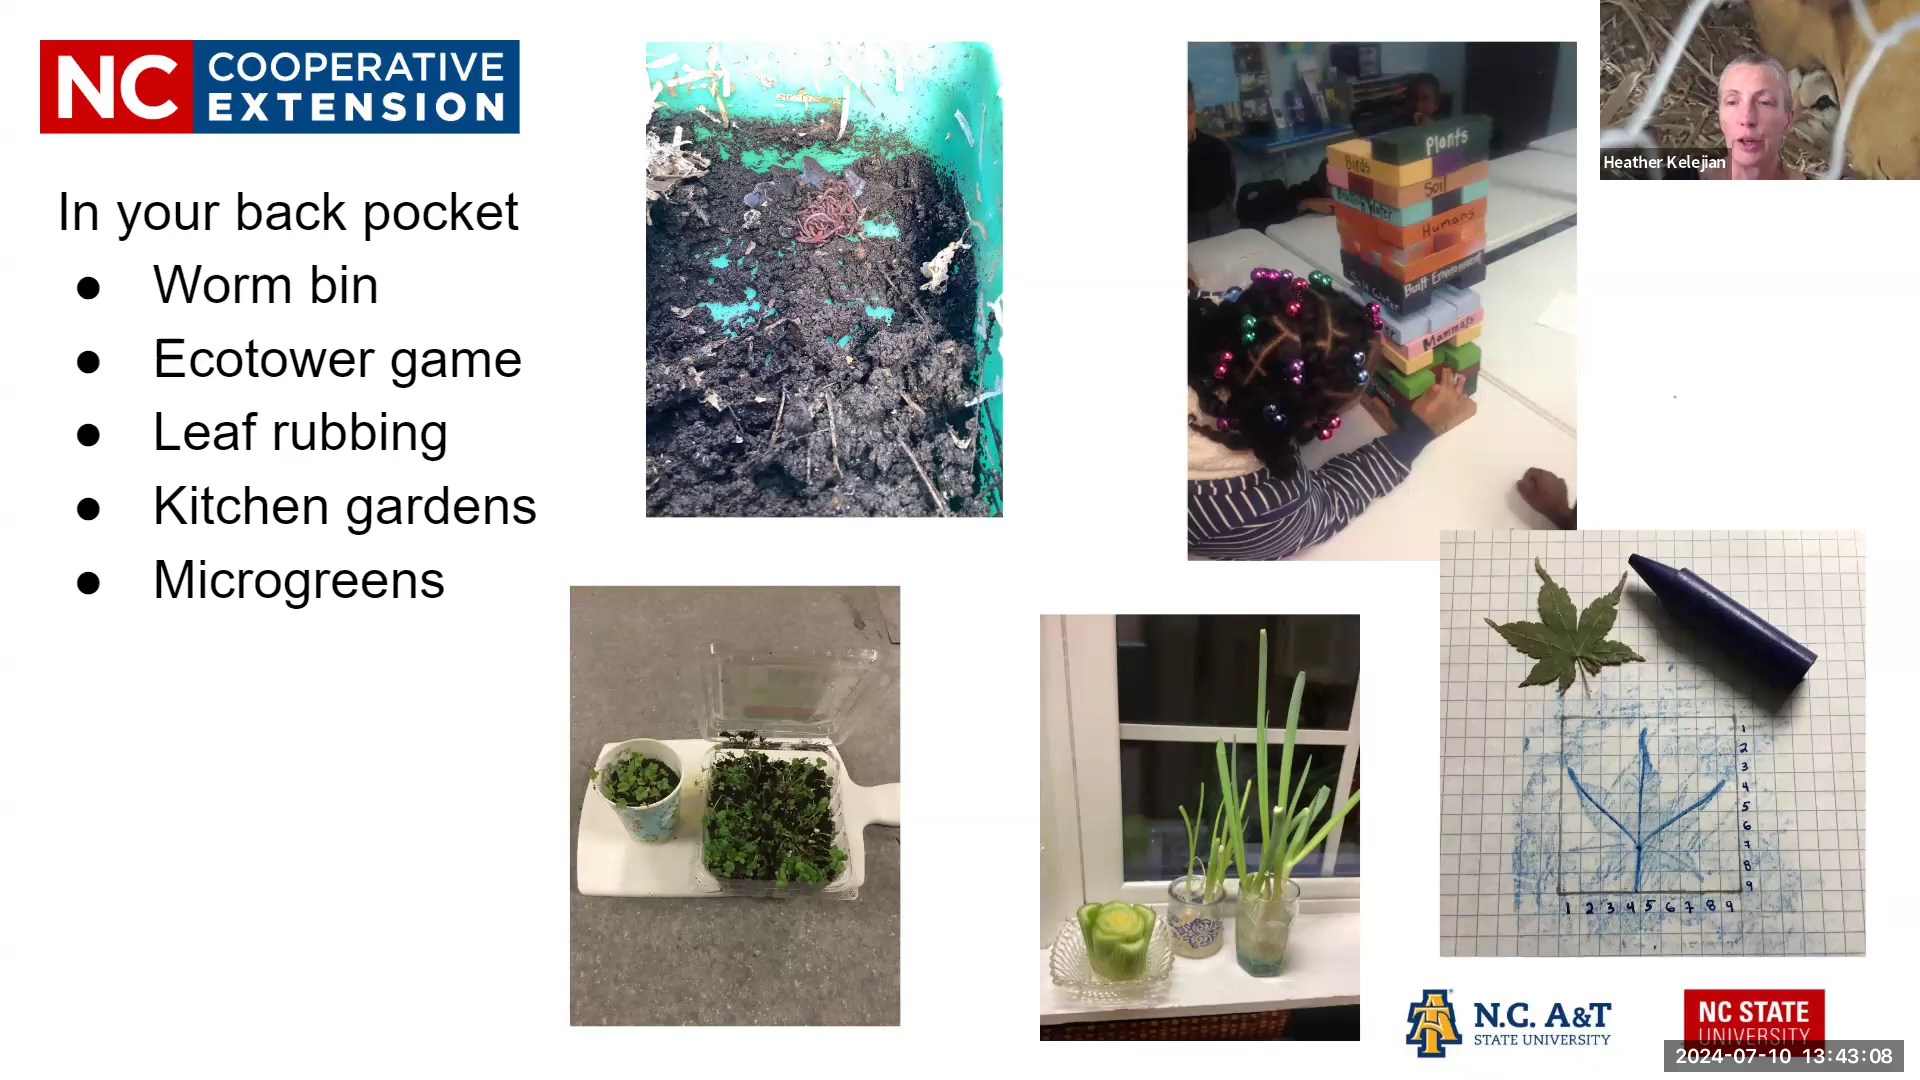 NC COOPERATIVE
EXTENSION
In your back pocket
● Worm bin
● Ecotower game
● Leaf rubbing
● Kitchen gardens
● Microgreens
Plants
Birds
Soil
Humans
Built Environment
Mammals
Heather Kelejian
1
2
3
4
5
6
7
8
9
1 2 3 4 5 6 7 8 9
N.C. A&T
STATE UNIVERSITY
NC STATE
UNIVERSITY
2024-07-10 13:43:08